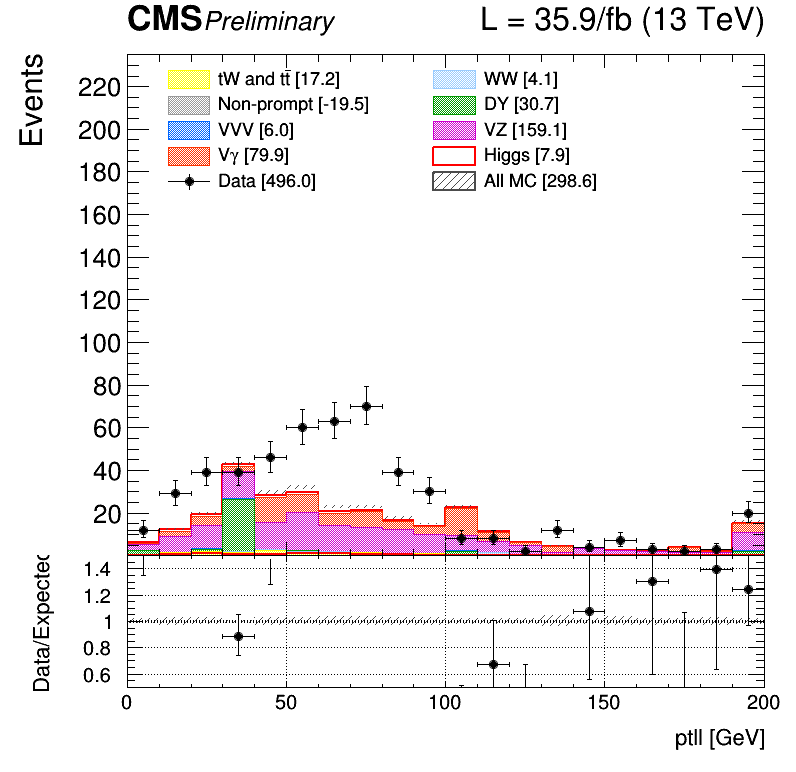 CMS Preliminary L = 35.9/fb (13 TeV)
Events
220
200
180
160
140
120
100
80
60
40
20
tW and tt̄ [17.2]
Non-prompt [-19.5]
VVV [6.0]
Vγ [79.9]
Data [496.0]
WW [4.1]
DY [30.7]
VZ [159.1]
Higgs [7.9]
All MC [298.6]
Data/Expected
1.4
1.2
1
0.8
0.6
0 50 100 150 200
ptll [GeV]